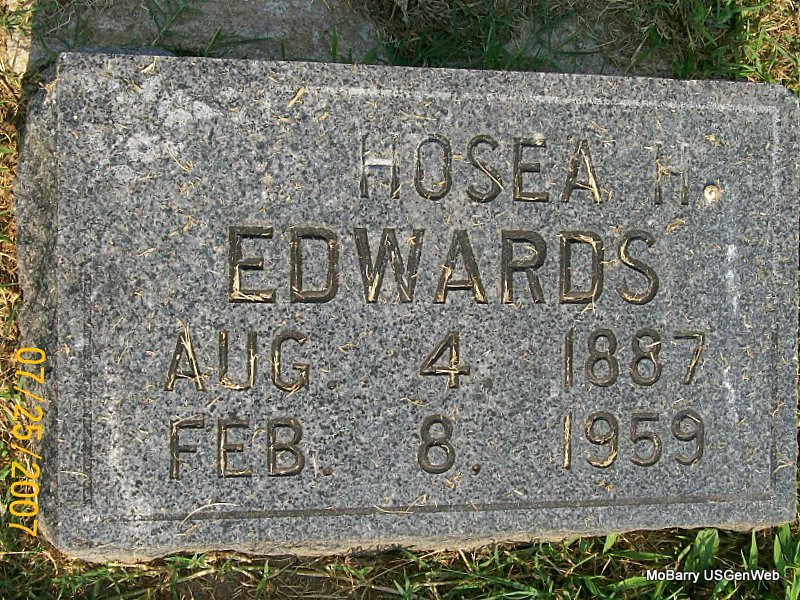 HOSEA H.
EDWARDS
AUG. 4. 1887
FEB. 8. 1959
07/25/2007
MoBarry USGenWeb